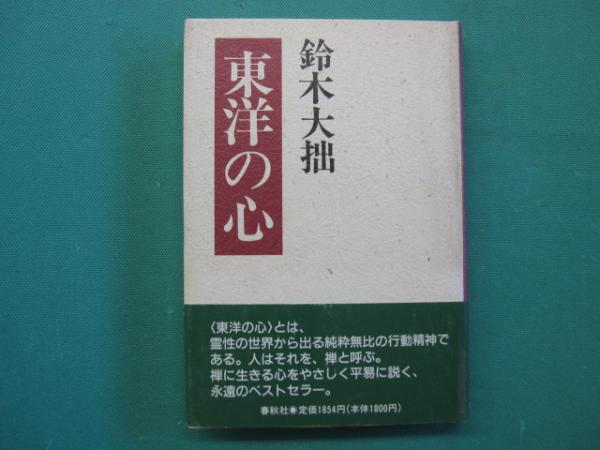 鈴木大拙
東洋の心
〈東洋の心〉とは、
霊性の世界から出る純粋無比の行動精神で
ある。人はそれを、禅と呼ぶ。
禅に生きる心をやさしく平易に説く、
永遠のベストセラー。
春秋社◉定価1854円(本体1800円)